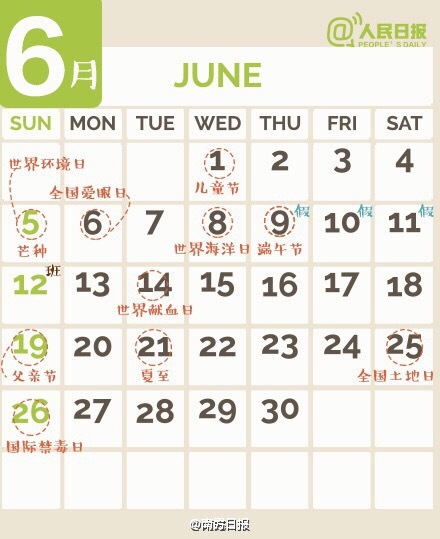 6月
@人民日报
PEOPLE'S DAILY
JUNE
SUN MON TUE WED THU FRI SAT
世界环境日
全国爱眼日
1 2 3 4
儿童节
5 6 7 8 9 假 10 假 11 假
芒种 世界海洋日 端午节
12 班 13 14 15 16 17 18
世界献血日
19 20 21 22 23 24 25
父亲节 夏至 全国土地日
26 27 28 29 30
国际禁毒日
@南方日报